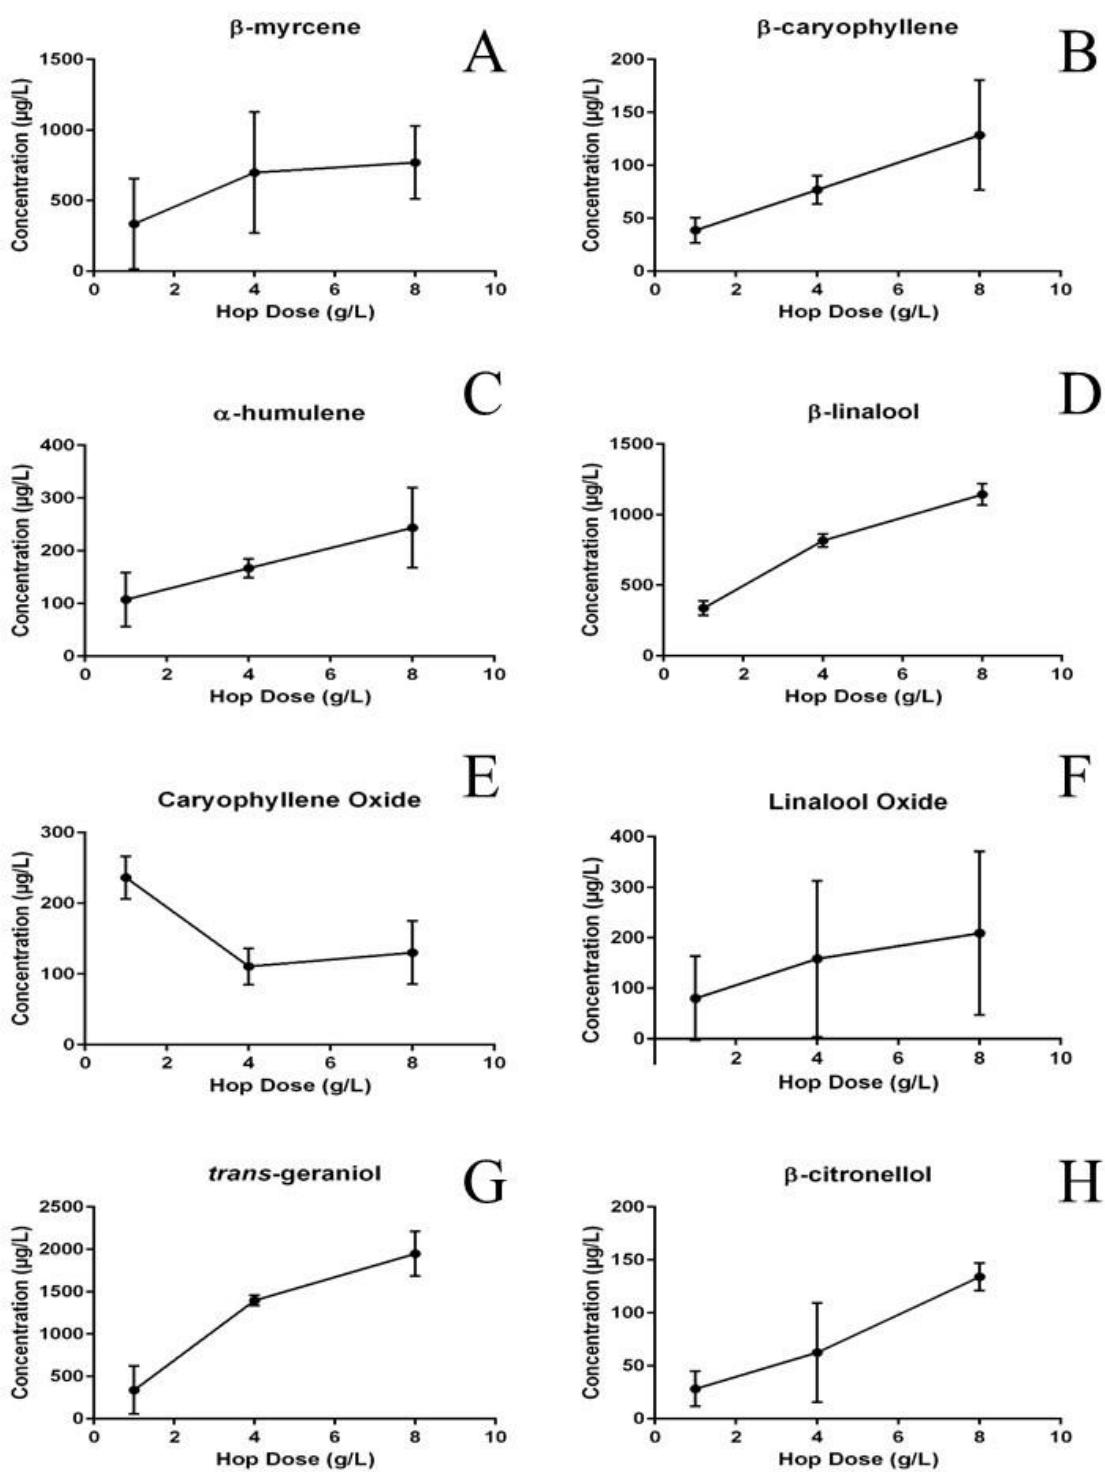 β-myrcene
A
Concentration (µg/L)
1500
1000
500
0
0 2 4 6 8 10
Hop Dose (g/L)
β-caryophyllene
B
Concentration (µg/L)
200
150
100
50
0
0 2 4 6 8 10
Hop Dose (g/L)
α-humulene
C
Concentration (µg/L)
400
300
200
100
0
0 2 4 6 8 10
Hop Dose (g/L)
β-linalool
D
Concentration (µg/L)
1500
1000
500
0
0 2 4 6 8 10
Hop Dose (g/L)
Caryophyllene Oxide
E
Concentration (µg/L)
300
200
100
0
0 2 4 6 8 10
Hop Dose (g/L)
Linalool Oxide
F
Concentration (µg/L)
400
300
200
100
0
2 4 6 8 10
Hop Dose (g/L)
trans-geraniol
G
Concentration (µg/L)
2500
2000
1500
1000
500
0
0 2 4 6 8 10
Hop Dose (g/L)
β-citronellol
H
Concentration (µg/L)
200
150
100
50
0
0 2 4 6 8 10
Hop Dose (g/L)